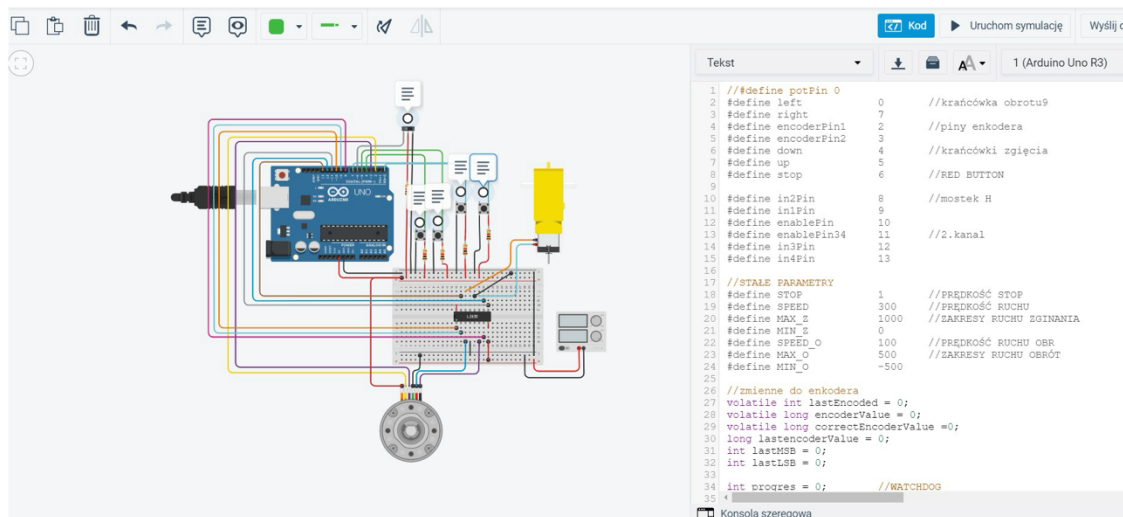 Kod
Uruchom symulację
Wyślij
Tekst
1 (Arduino Uno R3)
1 //#define potPin 0
2 #define left 0 //krańcówka obrotu9
3 #define right 7
4 #define encoderPin1 2 //piny enkodera
5 #define encoderPin2 3
6 #define down 4 //krańcówki zgięcia
7 #define up 5
8 #define stop 6 //RED BUTTON
9
10 #define in2Pin 8 //mostek H
11 #define in1Pin 9
12 #define enablePin 10
13 #define enablePin34 11 //2.kanal
14 #define in3Pin 12
15 #define in4Pin 13
16
17 //STAŁE PARAMETRY
18 #define STOP 1 //PRĘDKOŚĆ STOP
19 #define SPEED 300 //PRĘDKOŚĆ RUCHU
20 #define MAX_Z 1000 //ZAKRESY RUCHU ZGINANIA
21 #define MIN_Z 0
22 #define SPEED_O 100 //PRĘDKOŚĆ RUCHU OBR
23 #define MAX_O 500 //ZAKRESY RUCHU OBRÓT
24 #define MIN_O -500
25
26 //zmienne do enkodera
27 volatile int lastEncoded = 0;
28 volatile long encoderValue = 0;
29 volatile long correctEncoderValue =0;
30 long lastencoderValue = 0;
31 int lastMSB = 0;
32 int lastLSB = 0;
33
34 int progres = 0; //WATCHDOG
35
Konsola szeregowa
UNO
ARDUINO